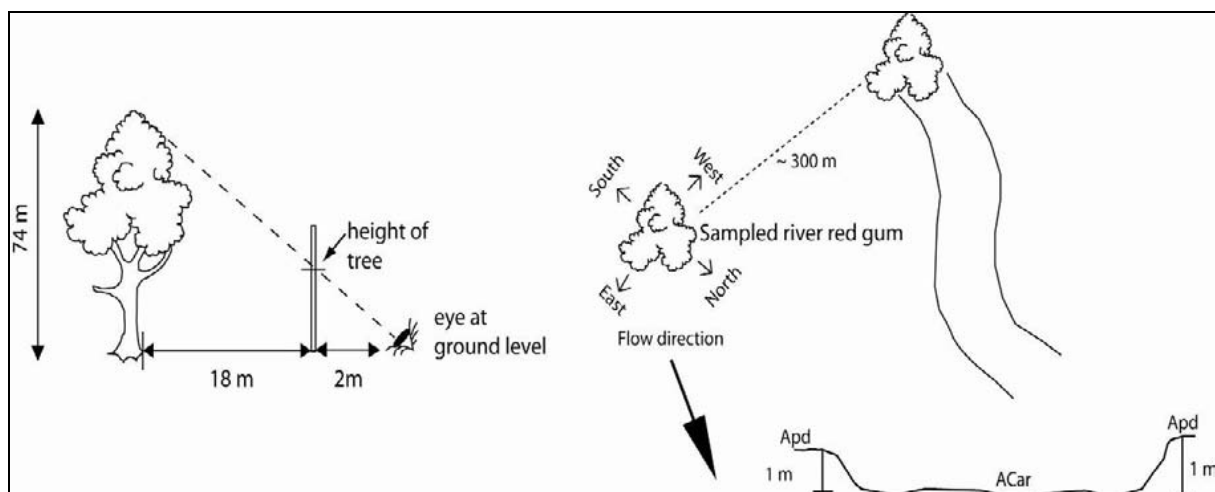 74 m
height of
tree
eye at
ground level
18 m
2m
South
West
~ 300 m
Sampled river red gum
East
North
Flow direction
Apd
Apd
1 m
ACar
1 m